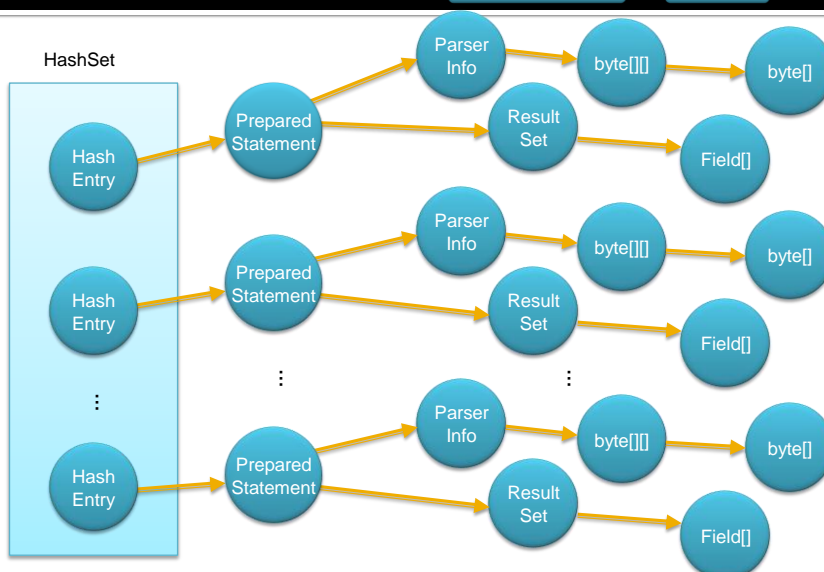 HashSet
Parser
Info
byte[][]
byte[]
Hash
Entry
Prepared
Statement
Result
Set
Field[]
Parser
Info
byte[][]
byte[]
Hash
Entry
Prepared
Statement
Result
Set
Field[]
...
...
...
Parser
Info
byte[][]
byte[]
Hash
Entry
Prepared
Statement
Result
Set
Field[]